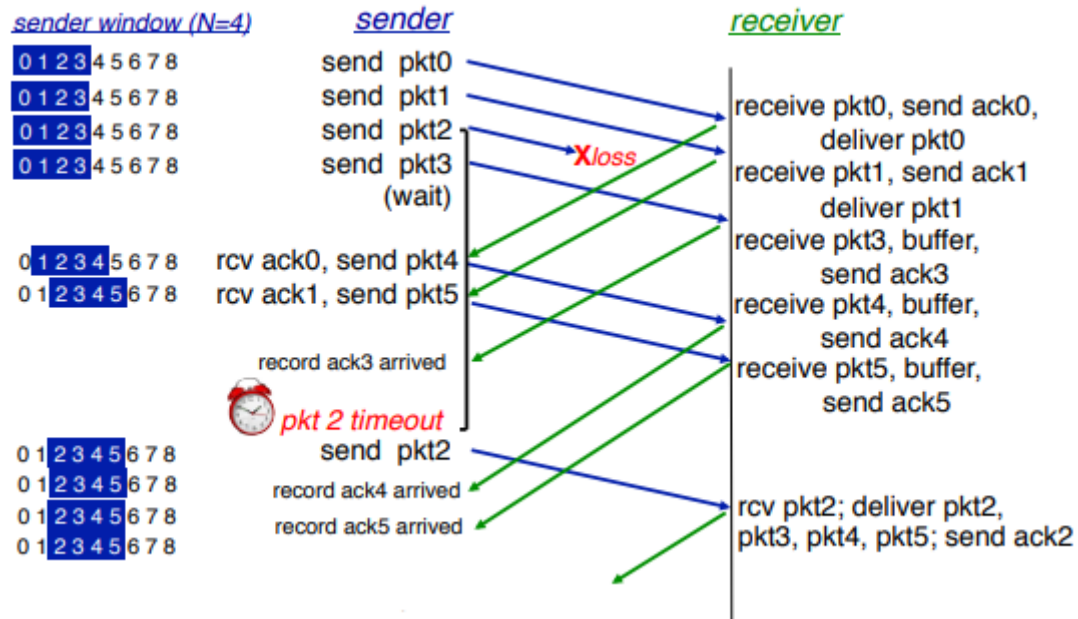 sender window (N=4)
sender
receiver
0 1 2 3 4 5 6 7 8
send pkt0
0 1 2 3 4 5 6 7 8
send pkt1
receive pkt0, send ack0,
0 1 2 3 4 5 6 7 8
send pkt2
deliver pkt0
0 1 2 3 4 5 6 7 8
send pkt3
Xloss
receive pkt1, send ack1
(wait)
deliver pkt1
receive pkt3, buffer,
0 1 2 3 4 5 6 7 8
rcv ack0, send pkt4
send ack3
0 1 2 3 4 5 6 7 8
rcv ack1, send pkt5
receive pkt4, buffer,
send ack4
record ack3 arrived
receive pkt5, buffer,
send ack5
pkt 2 timeout
0 1 2 3 4 5 6 7 8
send pkt2
0 1 2 3 4 5 6 7 8
record ack4 arrived
0 1 2 3 4 5 6 7 8
record ack5 arrived
rcv pkt2; deliver pkt2,
0 1 2 3 4 5 6 7 8
pkt3, pkt4, pkt5; send ack2